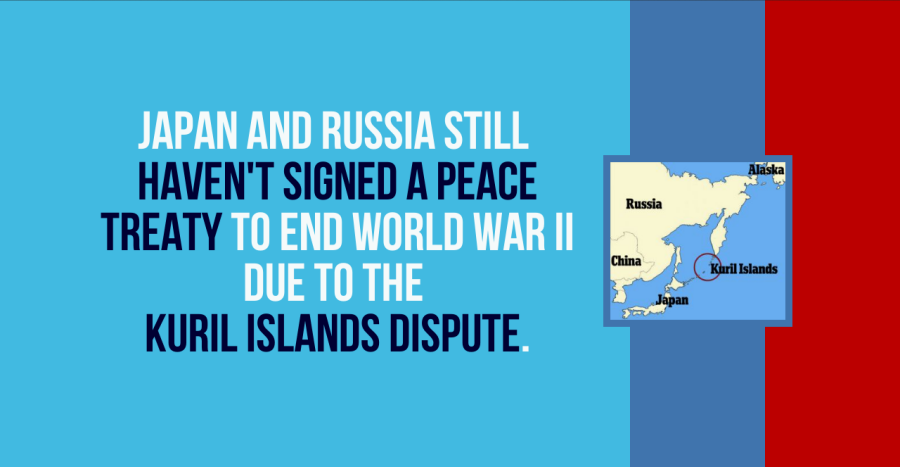 JAPAN AND RUSSIA STILL
HAVEN'T SIGNED A PEACE
TREATY TO END WORLD WAR II
DUE TO THE
KURIL ISLANDS DISPUTE.
Alaska
Russia
China
Kuril Islands
Japan